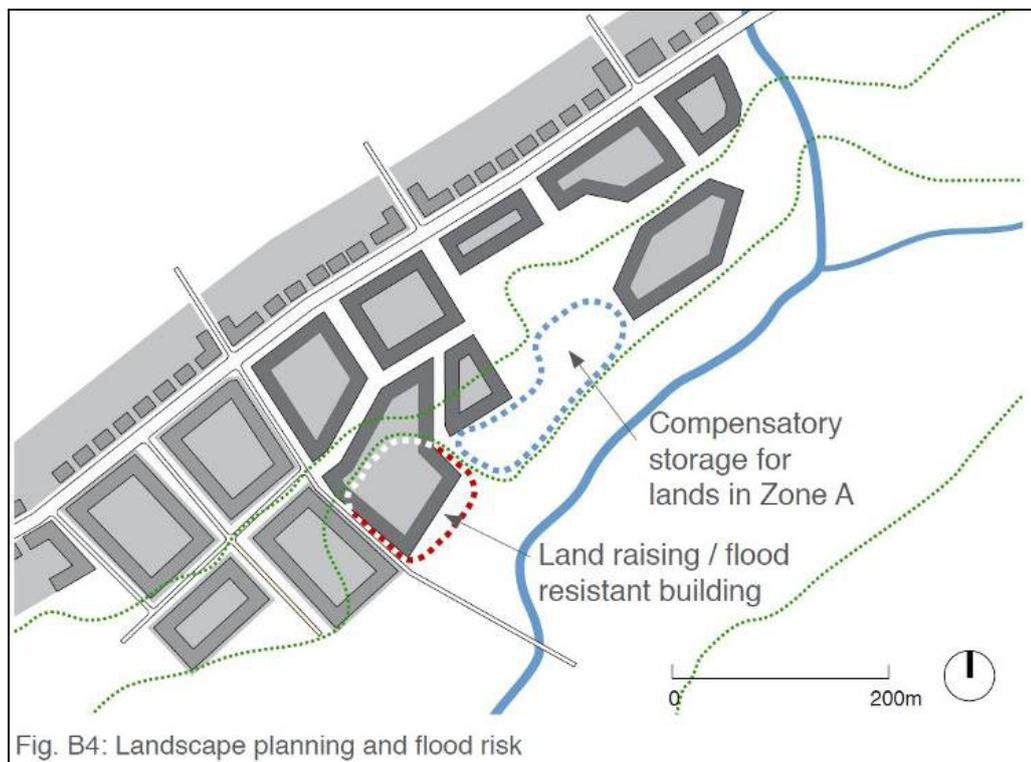 Compensatory
storage for
lands in Zone A
Land raising / flood
resistant building
0
200m
Fig. B4: Landscape planning and flood risk